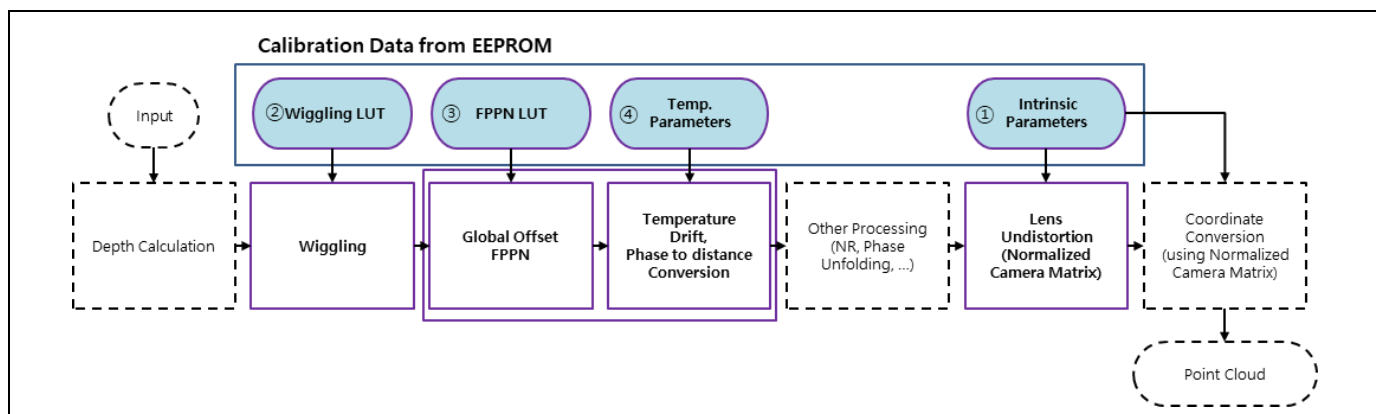 Calibration Data from EEPROM
Input
②Wiggling LUT
③ FPPN LUT
④ Temp.
Parameters
① Intrinsic
Parameters
Depth Calculation
Wiggling
Global Offset
FPPN
Temperature
Drift,
Phase to distance
Conversion
Other Processing
(NR, Phase
Unfolding, ...)
Lens
Undistortion
(Normalized
Camera Matrix)
Coordinate
Conversion
(using Normalized
Camera Matrix)
Point Cloud